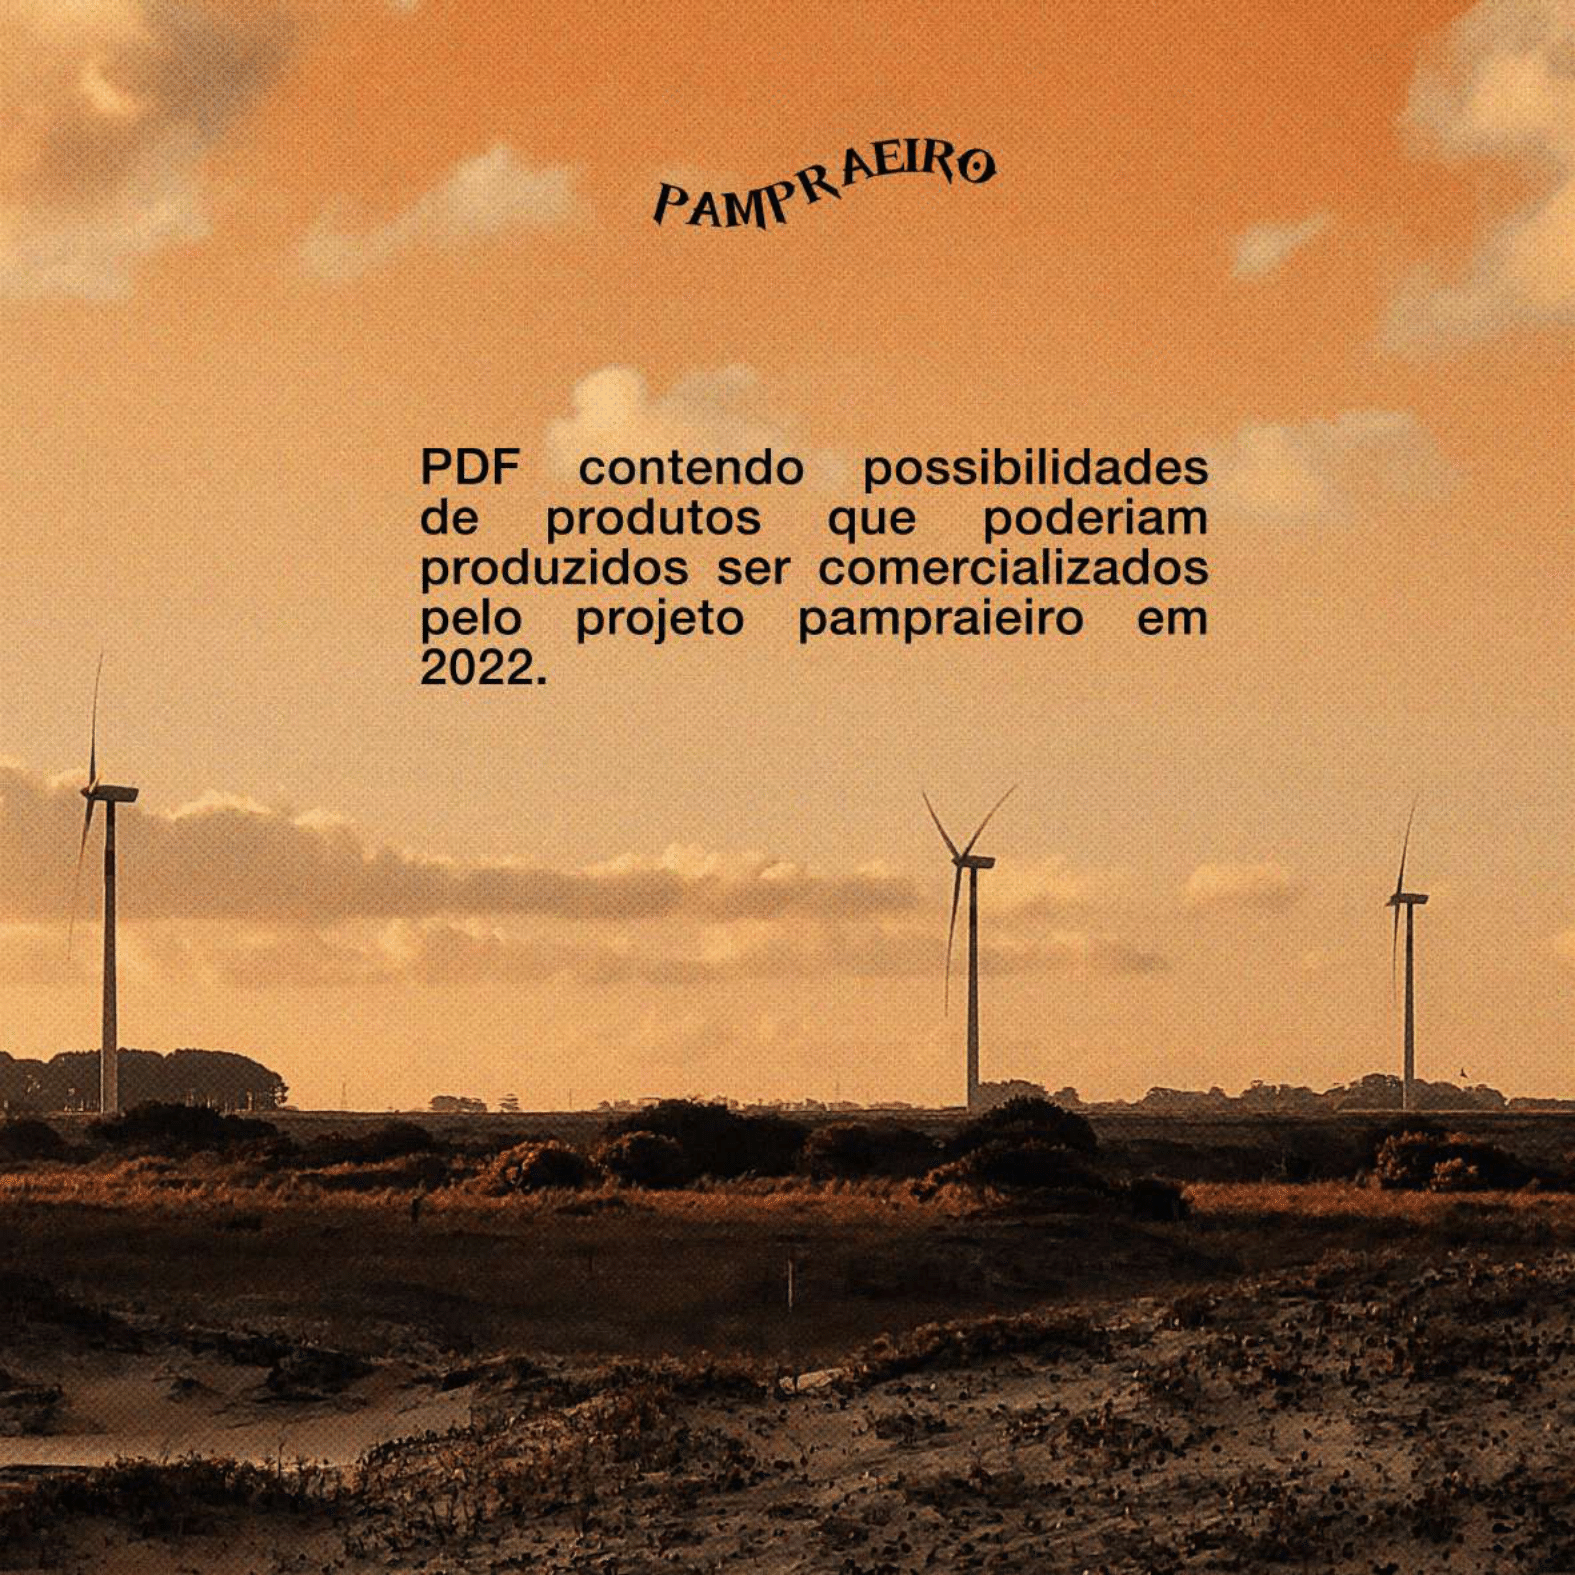 PAMPRAEIRO
PDF contendo possibilidades
de produtos que poderiam
produzidos ser comercializados
pelo projeto pampraieiro em
2022.